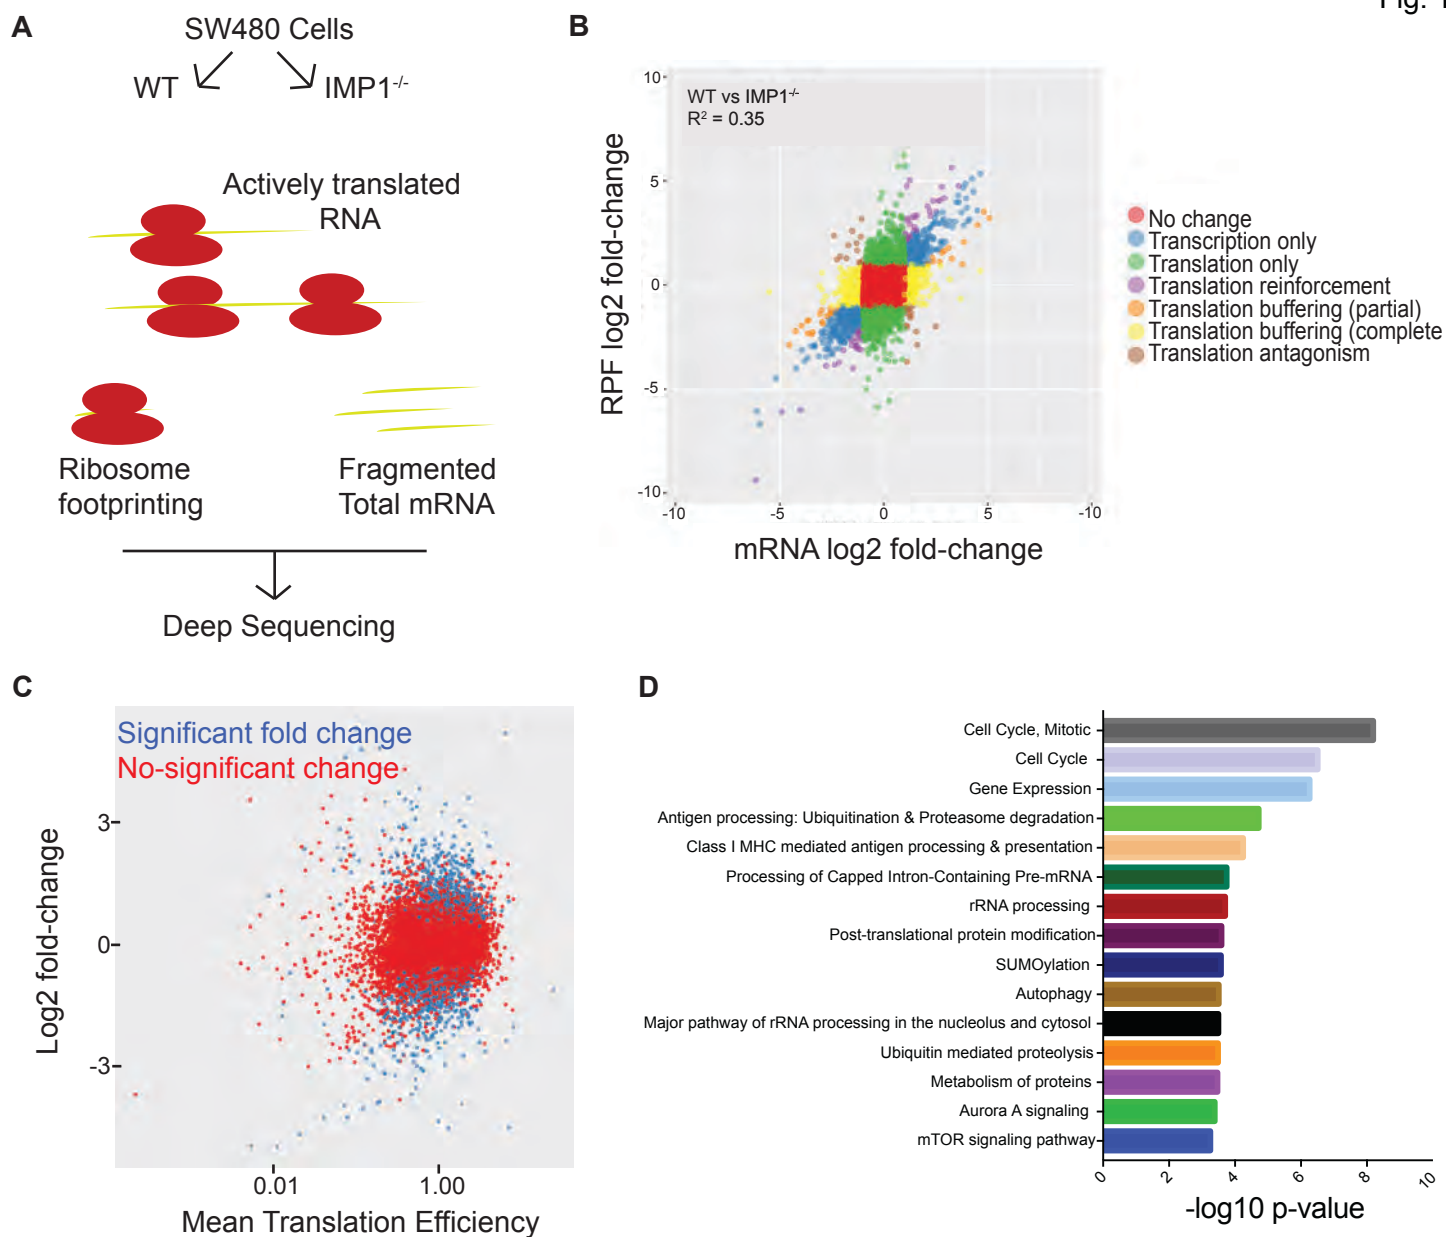 Fig. 1
A
SW480 Cells
WT
IMP1-/-
Actively translated
RNA
Ribosome
footprinting
Fragmented
Total mRNA
Deep Sequencing
B
WT vs IMP1-/-
R² = 0.35
RPF log2 fold-change
10
5
0
-5
-10
-10
-5
0
5
-10
mRNA log2 fold-change
No change
Transcription only
Translation only
Translation reinforcement
Translation buffering (partial)
Translation buffering (complete
Translation antagonism
C
Significant fold change
No-significant change
Log2 fold-change
3
0
-3
0.01
1.00
Mean Translation Efficiency
D
Cell Cycle, Mitotic
Cell Cycle
Gene Expression
Antigen processing: Ubiquitination & Proteasome degradation
Class I MHC mediated antigen processing & presentation
Processing of Capped Intron-Containing Pre-mRNA
rRNA processing
Post-translational protein modification
SUMOylation
Autophagy
Major pathway of rRNA processing in the nucleolus and cytosol
Ubiquitin mediated proteolysis
Metabolism of proteins
Aurora A signaling
mTOR signaling pathway
0
2
4
6
8
10
-log10 p-value